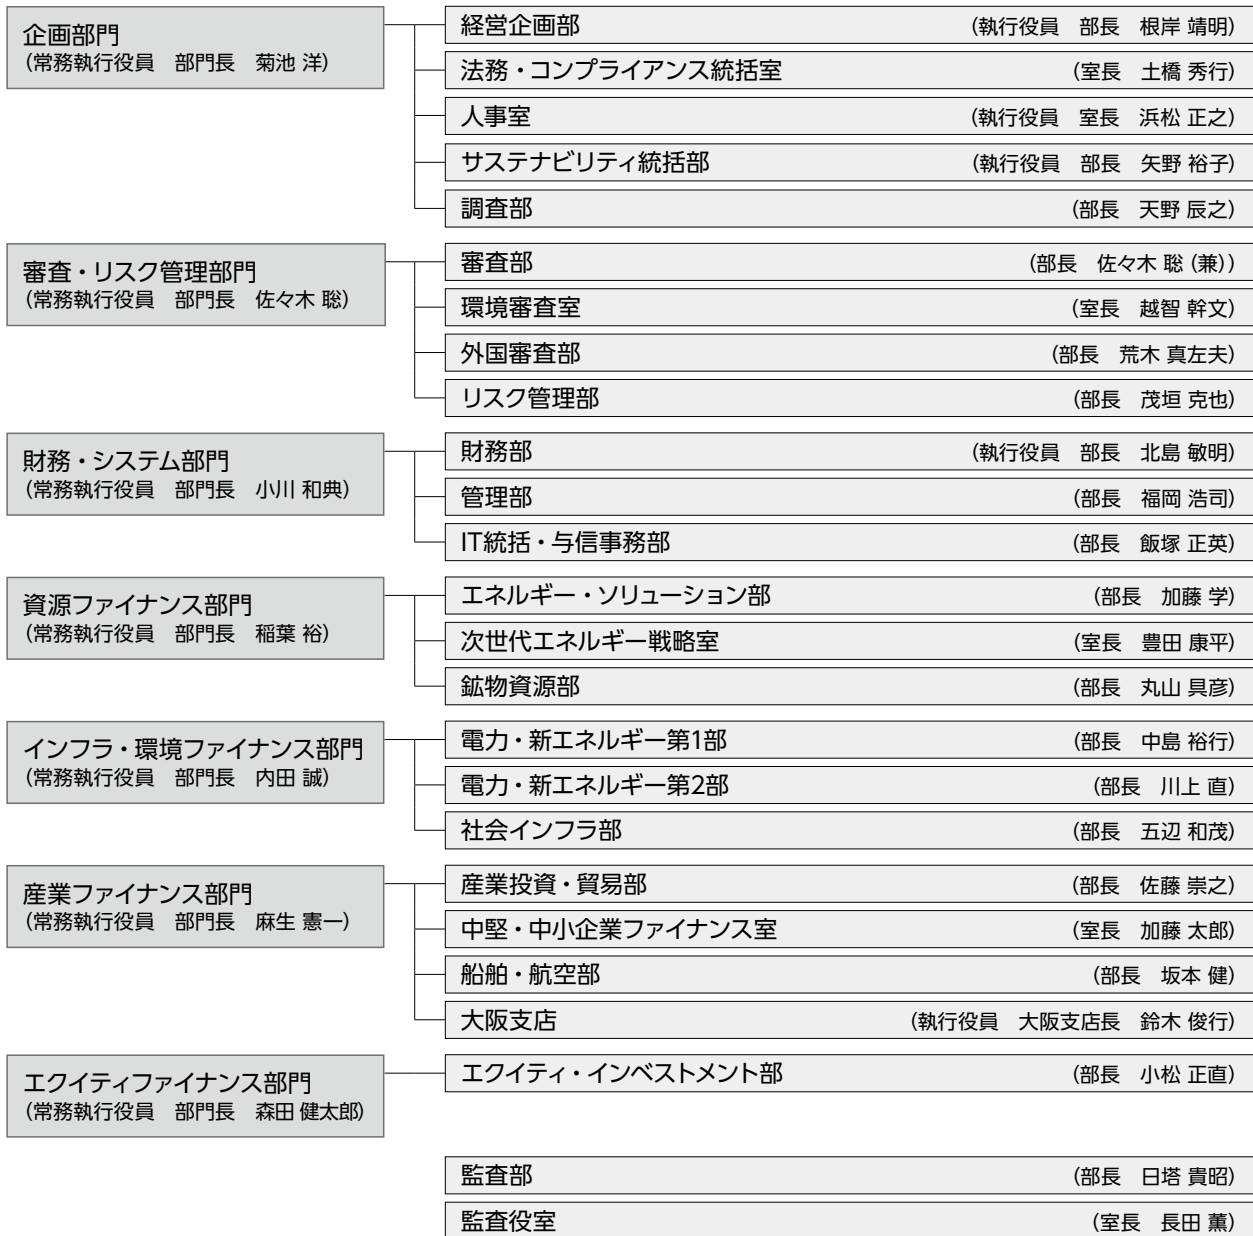 企画部門
(常務執行役員　部門長　菊池 洋)
経営企画部 (執行役員　部長　根岸 靖明)
法務・コンプライアンス統括室 (室長　土橋 秀行)
人事室 (執行役員　室長　浜松 正之)
サステナビリティ統括部 (執行役員　部長　矢野 裕子)
調査部 (部長　天野 辰之)
審査・リスク管理部門
(常務執行役員　部門長　佐々木 聡)
審査部 (部長　佐々木 聡 (兼))
環境審査室 (室長　越智 幹文)
外国審査部 (部長　荒木 真左夫)
リスク管理部 (部長　茂垣 克也)
財務・システム部門
(常務執行役員　部門長　小川 和典)
財務部 (執行役員　部長　北島 敏明)
管理部 (部長　福岡 浩司)
IT統括・与信事務部 (部長　飯塚 正英)
資源ファイナンス部門
(常務執行役員　部門長　稲葉 裕)
エネルギー・ソリューション部 (部長　加藤 学)
次世代エネルギー戦略室 (室長　豊田 康平)
鉱物資源部 (部長　丸山 具彦)
インフラ・環境ファイナンス部門
(常務執行役員　部門長　内田 誠)
電力・新エネルギー第1部 (部長　中島 裕行)
電力・新エネルギー第2部 (部長　川上 直)
社会インフラ部 (部長　五辺 和茂)
産業ファイナンス部門
(常務執行役員　部門長　麻生 憲一)
産業投資・貿易部 (部長　佐藤 崇之)
中堅・中小企業ファイナンス室 (室長　加藤 太郎)
船舶・航空部 (部長　坂本 健)
大阪支店 (執行役員　大阪支店長　鈴木 俊行)
エクイティファイナンス部門
(常務執行役員　部門長　森田 健太郎)
エクイティ・インベストメント部 (部長　小松 正直)
監査部 (部長　日塔 貴昭)
監査役室 (室長　長田 薫)